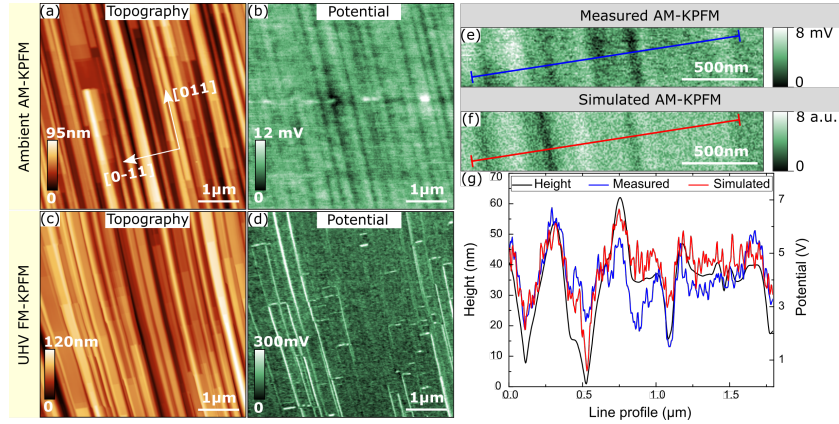 Ambient AM-KPFM
(a) Topography
[011]
[0-11]
95nm
0
1µm
(b) Potential
12 mV
0
1µm
UHV FM-KPFM
(c) Topography
120nm
0
1µm
(d) Potential
300mV
0
1µm
Measured AM-KPFM
(e)
500nm
8 mV
0
Simulated AM-KPFM
(f)
500nm
8 a.u.
0
(g)
Height Measured Simulated
Height (nm)
70
60
50
40
30
20
10
0
Potential (V)
7
5
3
1
0.0 0.5 1.0 1.5
Line profile (µm)